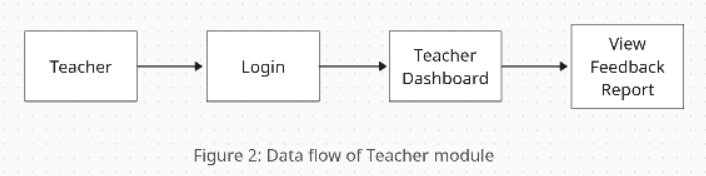 Teacher
Login
Teacher
Dashboard
View
Feedback
Report
Figure 2: Data flow of Teacher module